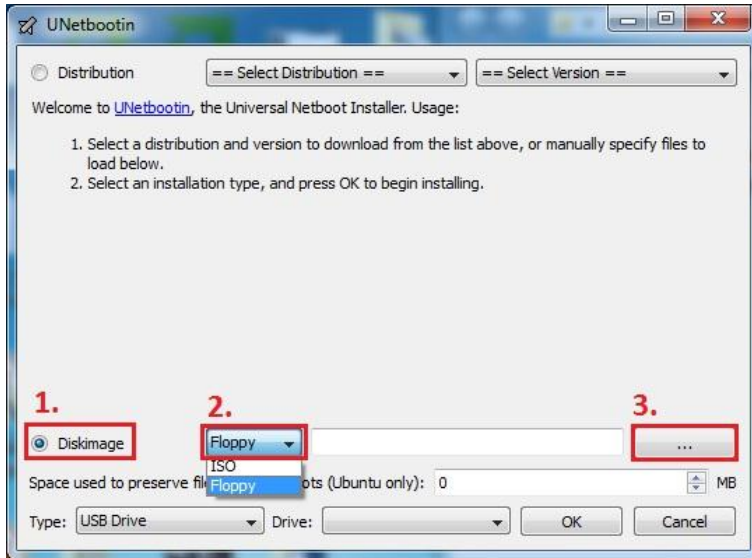 UNetbootin
Distribution == Select Distribution == == Select Version ==
Welcome to UNetbootin, the Universal Netboot Installer. Usage:
1. Select a distribution and version to download from the list above, or manually specify files to
load below.
2. Select an installation type, and press OK to begin installing.
1. 2. 3.
Diskimage Floppy ...
ISO
Space used to preserve fil Floppy ots (Ubuntu only): 0 MB
Type: USB Drive Drive: OK Cancel